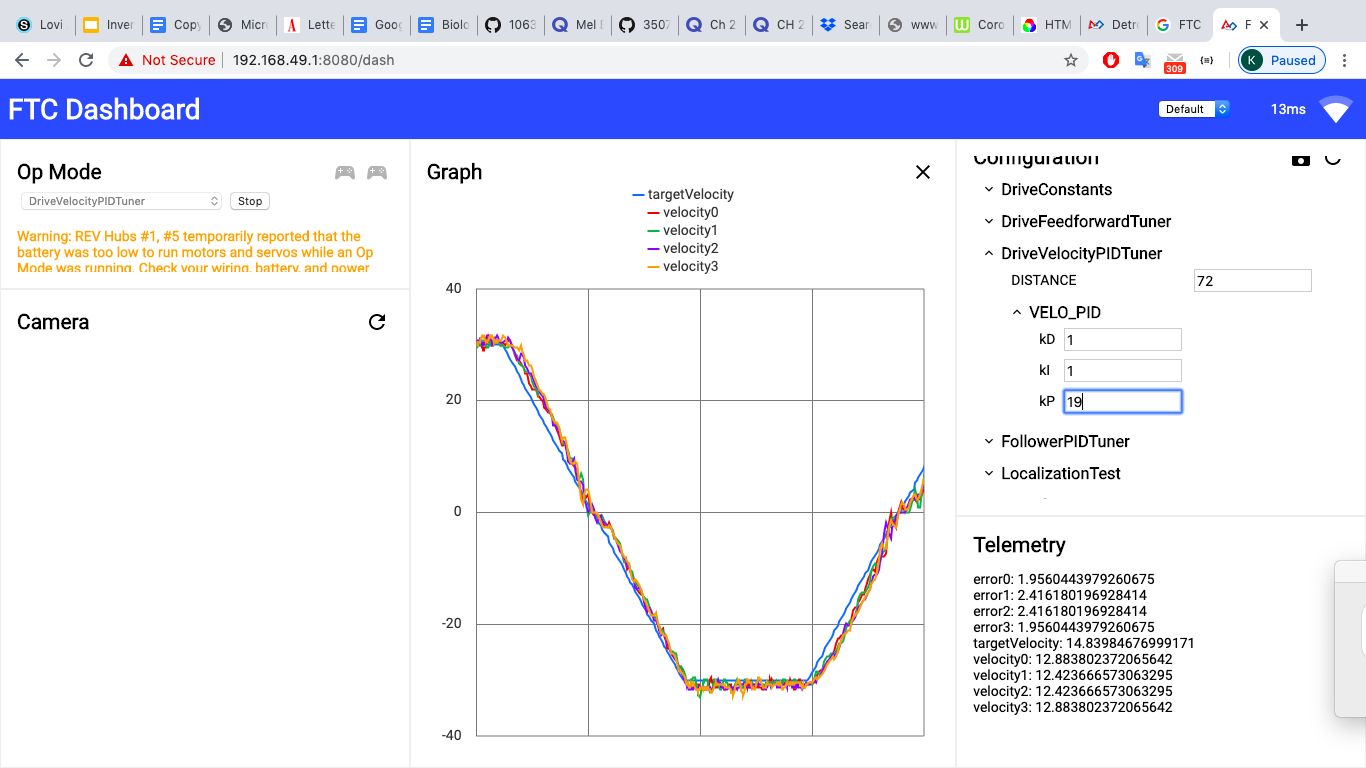 Lovi
Inver
Copy
Micr
Lette
Goog
Biolo
1063
Mel E
3507
Ch 2
CH 2
Sear
www
Coro
HTM
Detr
FTC
F
Not Secure
192.168.49.1:8080/dash
309
K
Paused
FTC Dashboard
Default
13ms
Op Mode
DriveVelocityPIDTuner
Stop
Warning: REV Hubs #1, #5 temporarily reported that the
battery was too low to run motors and servos while an Op
Mode was running. Check your wiring, battery, and power
Camera
Graph
targetVelocity
velocity0
velocity1
velocity2
velocity3
40
20
0
-20
-40
Configuration
DriveConstants
DriveFeedforwardTuner
DriveVelocityPIDTuner
DISTANCE 72
VELO_PID
kD 1
kI 1
kP 19
FollowerPIDTuner
LocalizationTest
Telemetry
error0: 1.9560443979260675
error1: 2.416180196928414
error2: 2.416180196928414
error3: 1.9560443979260675
targetVelocity: 14.83984676999171
velocity0: 12.883802372065642
velocity1: 12.423666573063295
velocity2: 12.423666573063295
velocity3: 12.883802372065642